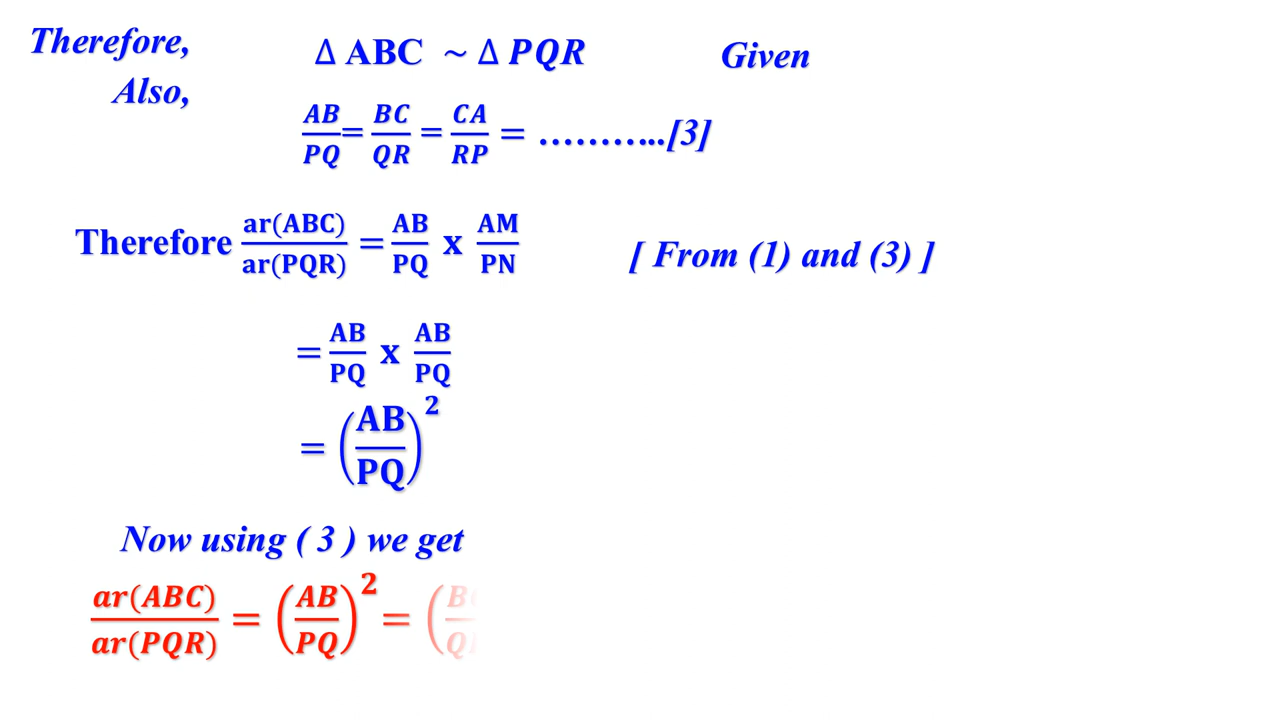 Therefore,
Δ ABC ~ Δ PQR Given
Also,
AB/PQ = BC/QR = CA/RP = ………..[3]
Therefore ar(ABC)/ar(PQR) = AB/PQ x AM/PN [ From (1) and (3) ]
= AB/PQ x AB/PQ
= (AB/PQ)²
Now using ( 3 ) we get
ar(ABC)/ar(PQR) = (AB/PQ)² = (